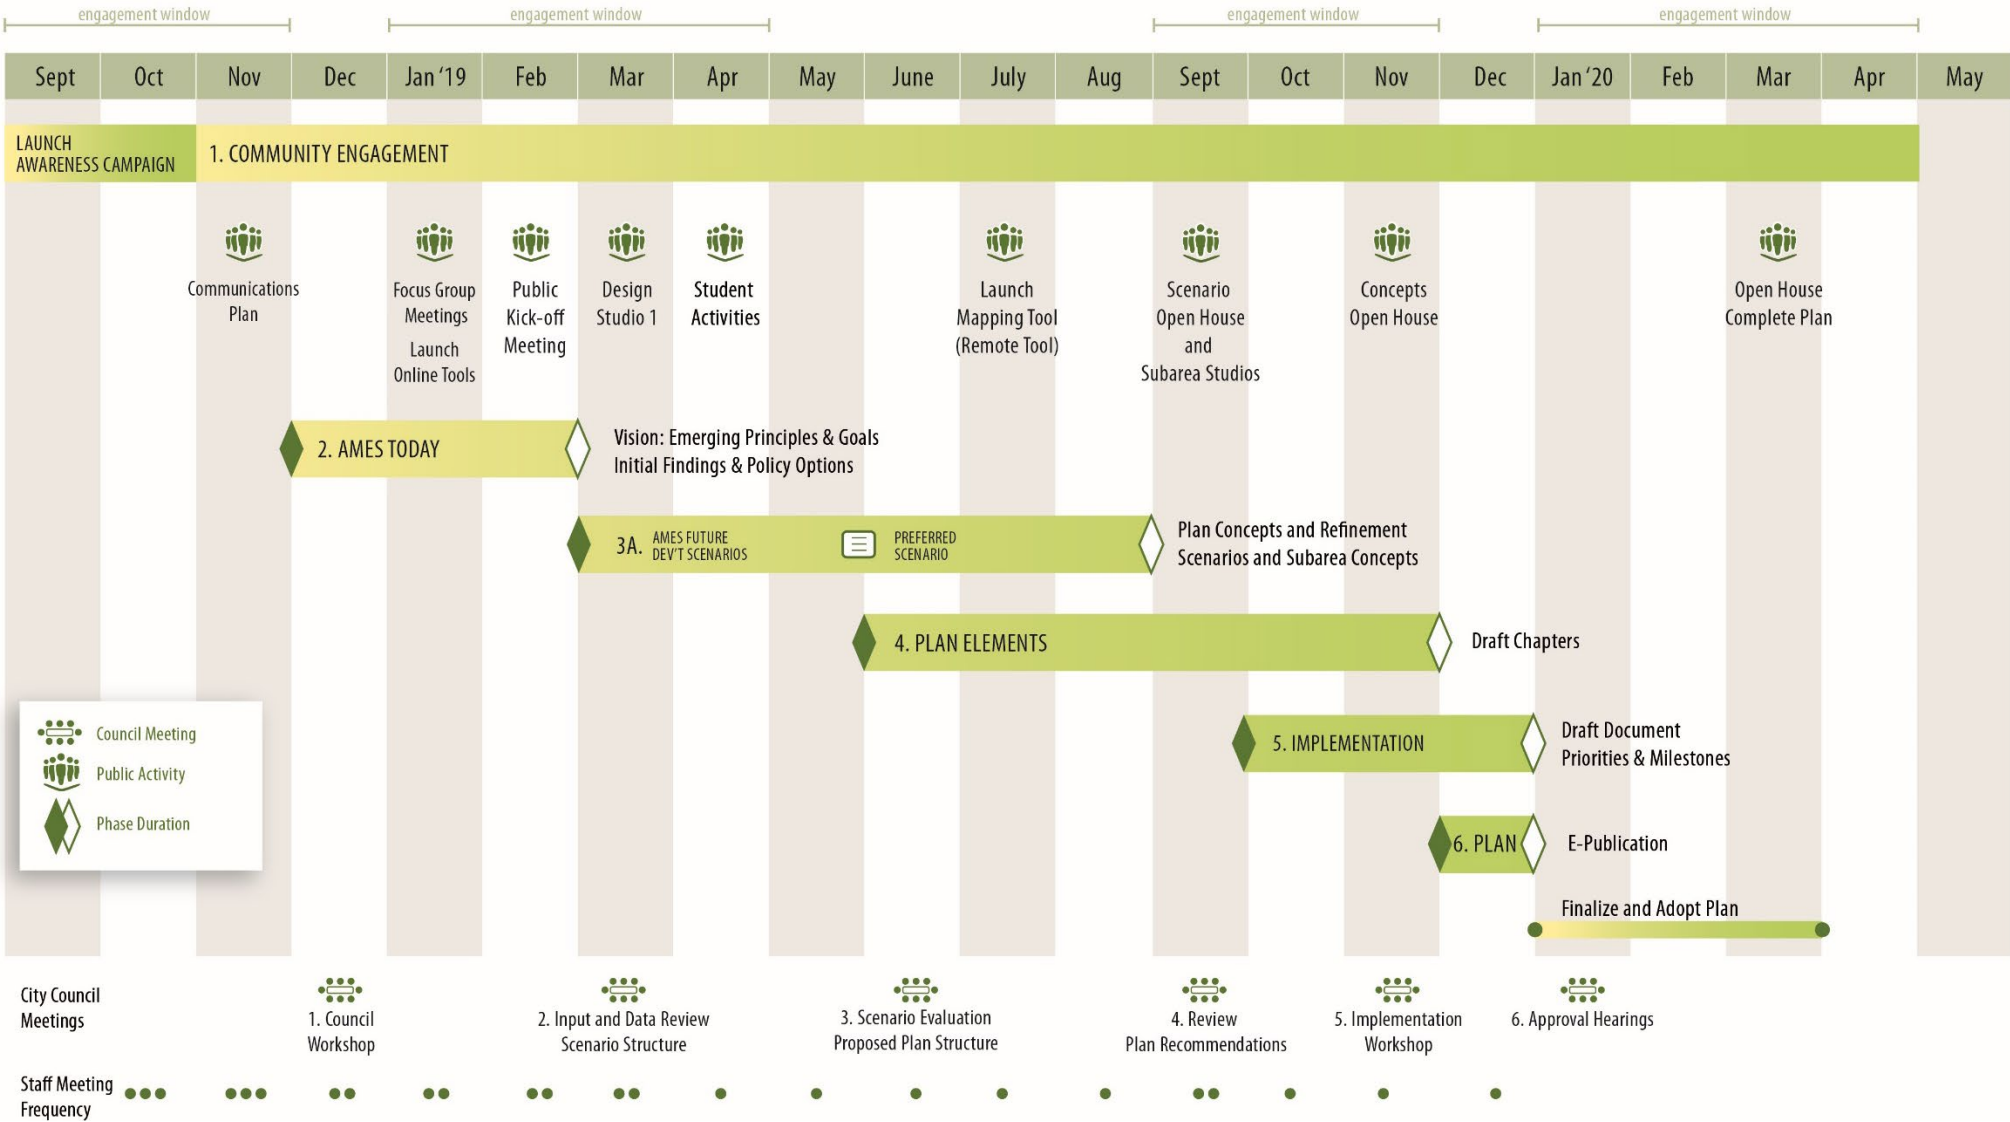 engagement window
engagement window
engagement window
engagement window
Sept Oct Nov Dec Jan '19 Feb Mar Apr May June July Aug Sept Oct Nov Dec Jan '20 Feb Mar Apr May
LAUNCH
AWARENESS CAMPAIGN
1. COMMUNITY ENGAGEMENT
Communications
Plan
Focus Group
Meetings
Launch
Online Tools
Public
Kick-off
Meeting
Design
Studio 1
Student
Activities
Launch
Mapping Tool
(Remote Tool)
Scenario
Open House
and
Subarea Studios
Concepts
Open House
Open House
Complete Plan
2. AMES TODAY
Vision: Emerging Principles & Goals
Initial Findings & Policy Options
3A. AMES FUTURE
DEV'T SCENARIOS
PREFERRED
SCENARIO
Plan Concepts and Refinement
Scenarios and Subarea Concepts
4. PLAN ELEMENTS
Draft Chapters
Council Meeting
Public Activity
Phase Duration
5. IMPLEMENTATION
Draft Document
Priorities & Milestones
6. PLAN
E-Publication
Finalize and Adopt Plan
City Council
Meetings
1. Council
Workshop
2. Input and Data Review
Scenario Structure
3. Scenario Evaluation
Proposed Plan Structure
4. Review
Plan Recommendations
5. Implementation
Workshop
6. Approval Hearings
Staff Meeting
Frequency